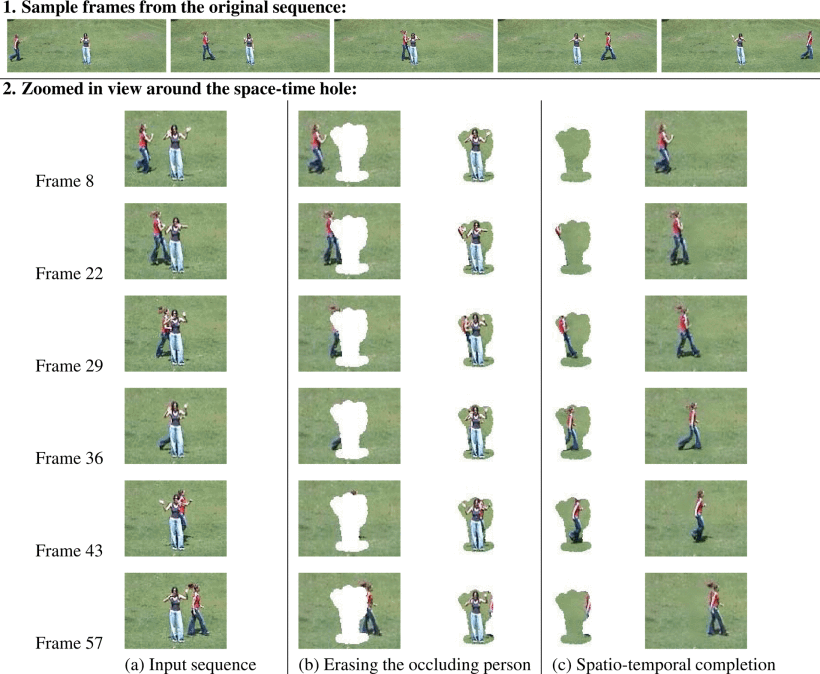 1. Sample frames from the original sequence:
2. Zoomed in view around the space-time hole:
Frame 8
Frame 22
Frame 29
Frame 36
Frame 43
Frame 57
(a) Input sequence
(b) Erasing the occluding person
(c) Spatio-temporal completion